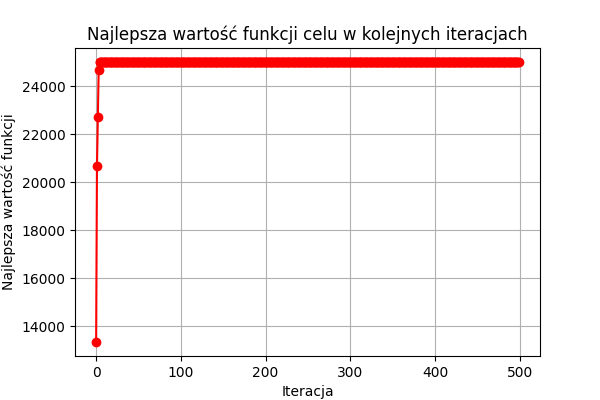 Najlepsza wartość funkcji celu w kolejnych iteracjach
Najlepsza wartość funkcji
24000
22000
20000
18000
16000
14000
0 100 200 300 400 500
Iteracja